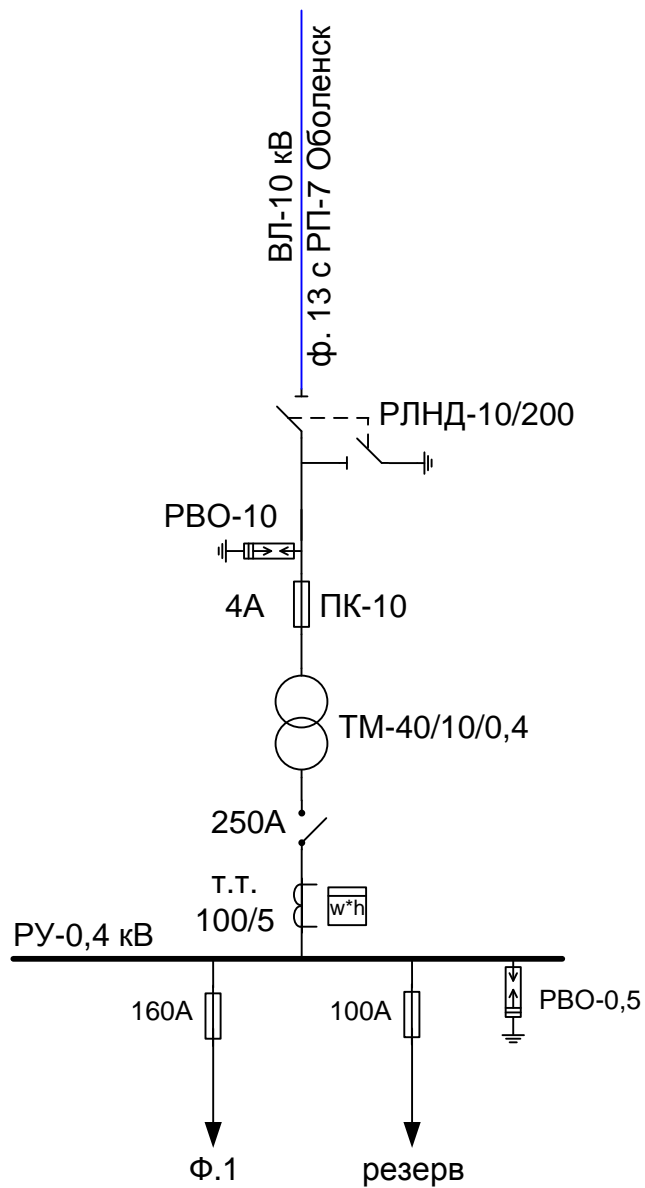 ВЛ-10 кВ
ф. 13 с РП-7 Оболенск
РЛНД-10/200
РВО-10
4А
ПК-10
ТМ-40/10/0,4
250А
т.т.
100/5
w*h
РУ-0,4 кВ
160А
100А
РВО-0,5
Ф.1
резерв